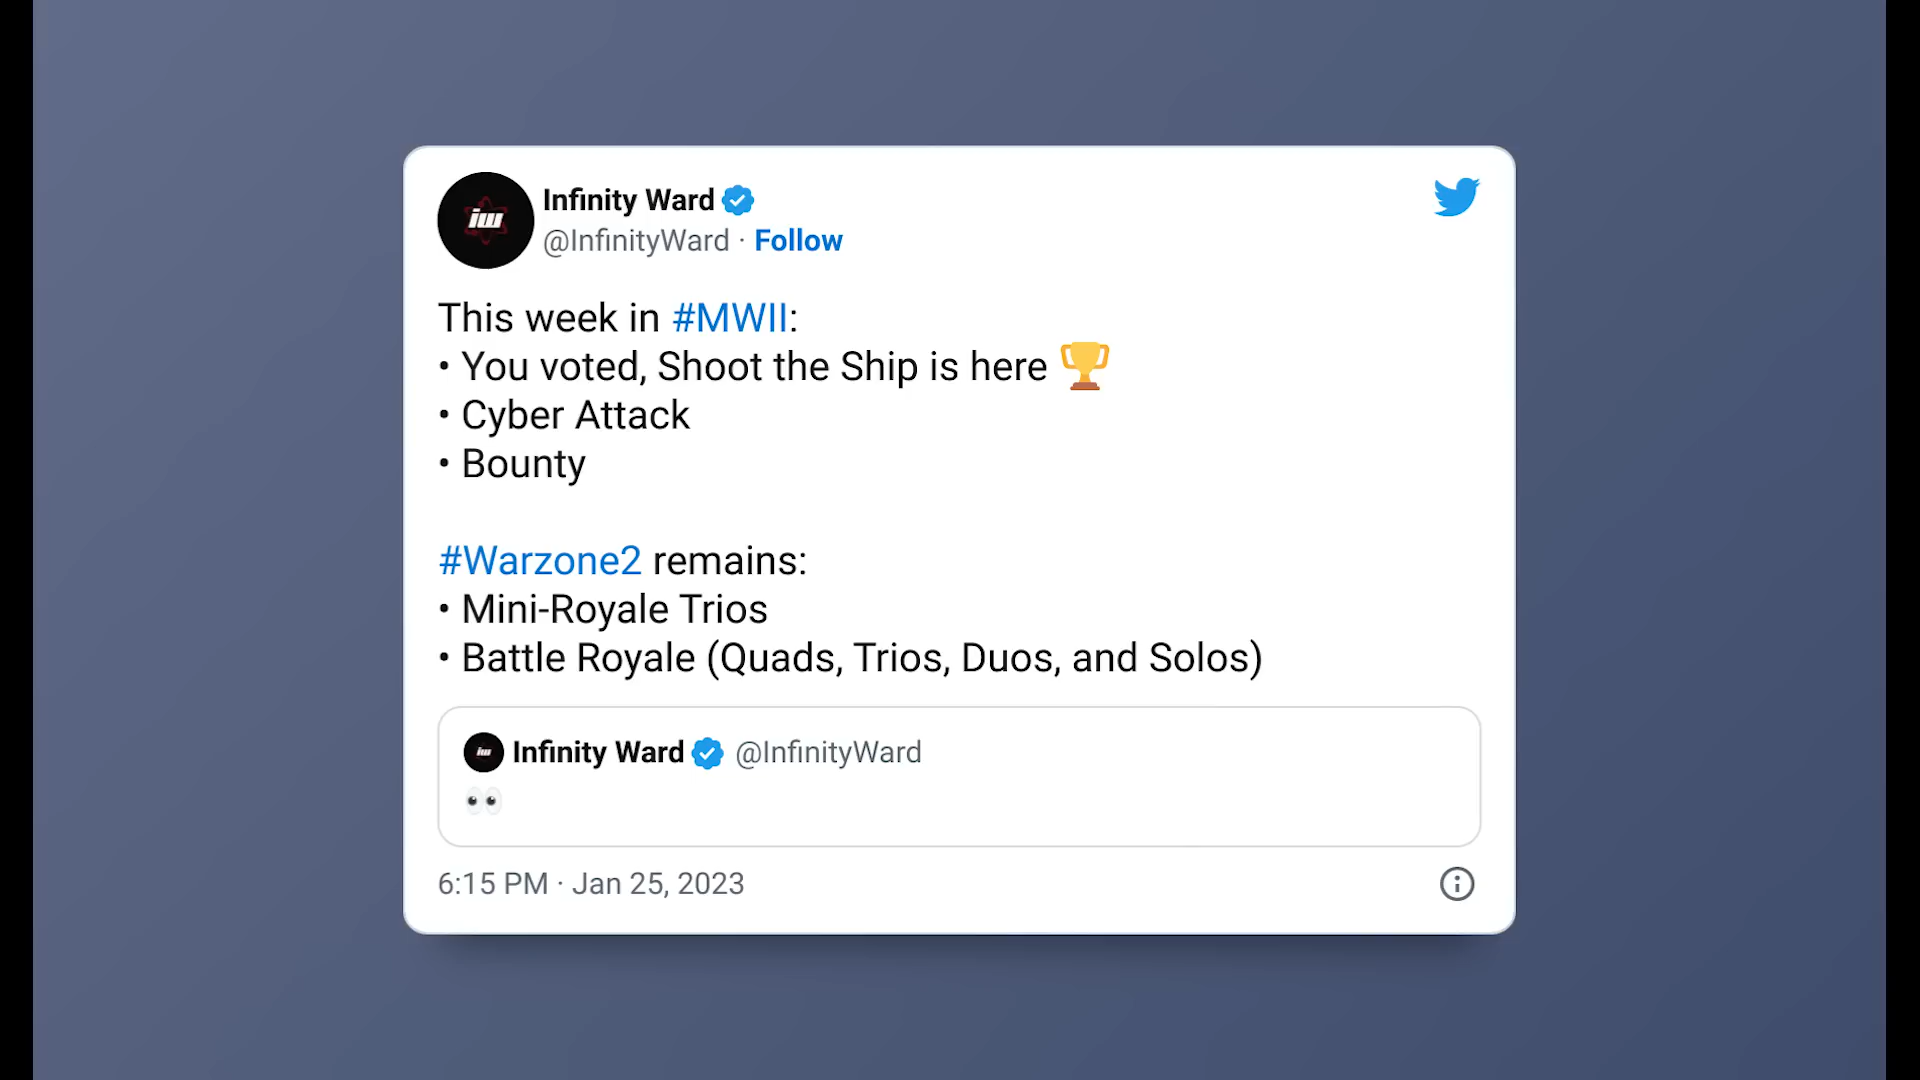 iw
Infinity Ward
@InfinityWard · Follow
This week in #MWII:
• You voted, Shoot the Ship is here 🏆
• Cyber Attack
• Bounty
#Warzone2 remains:
• Mini-Royale Trios
• Battle Royale (Quads, Trios, Duos, and Solos)
iw
Infinity Ward @InfinityWard
👀
6:15 PM · Jan 25, 2023